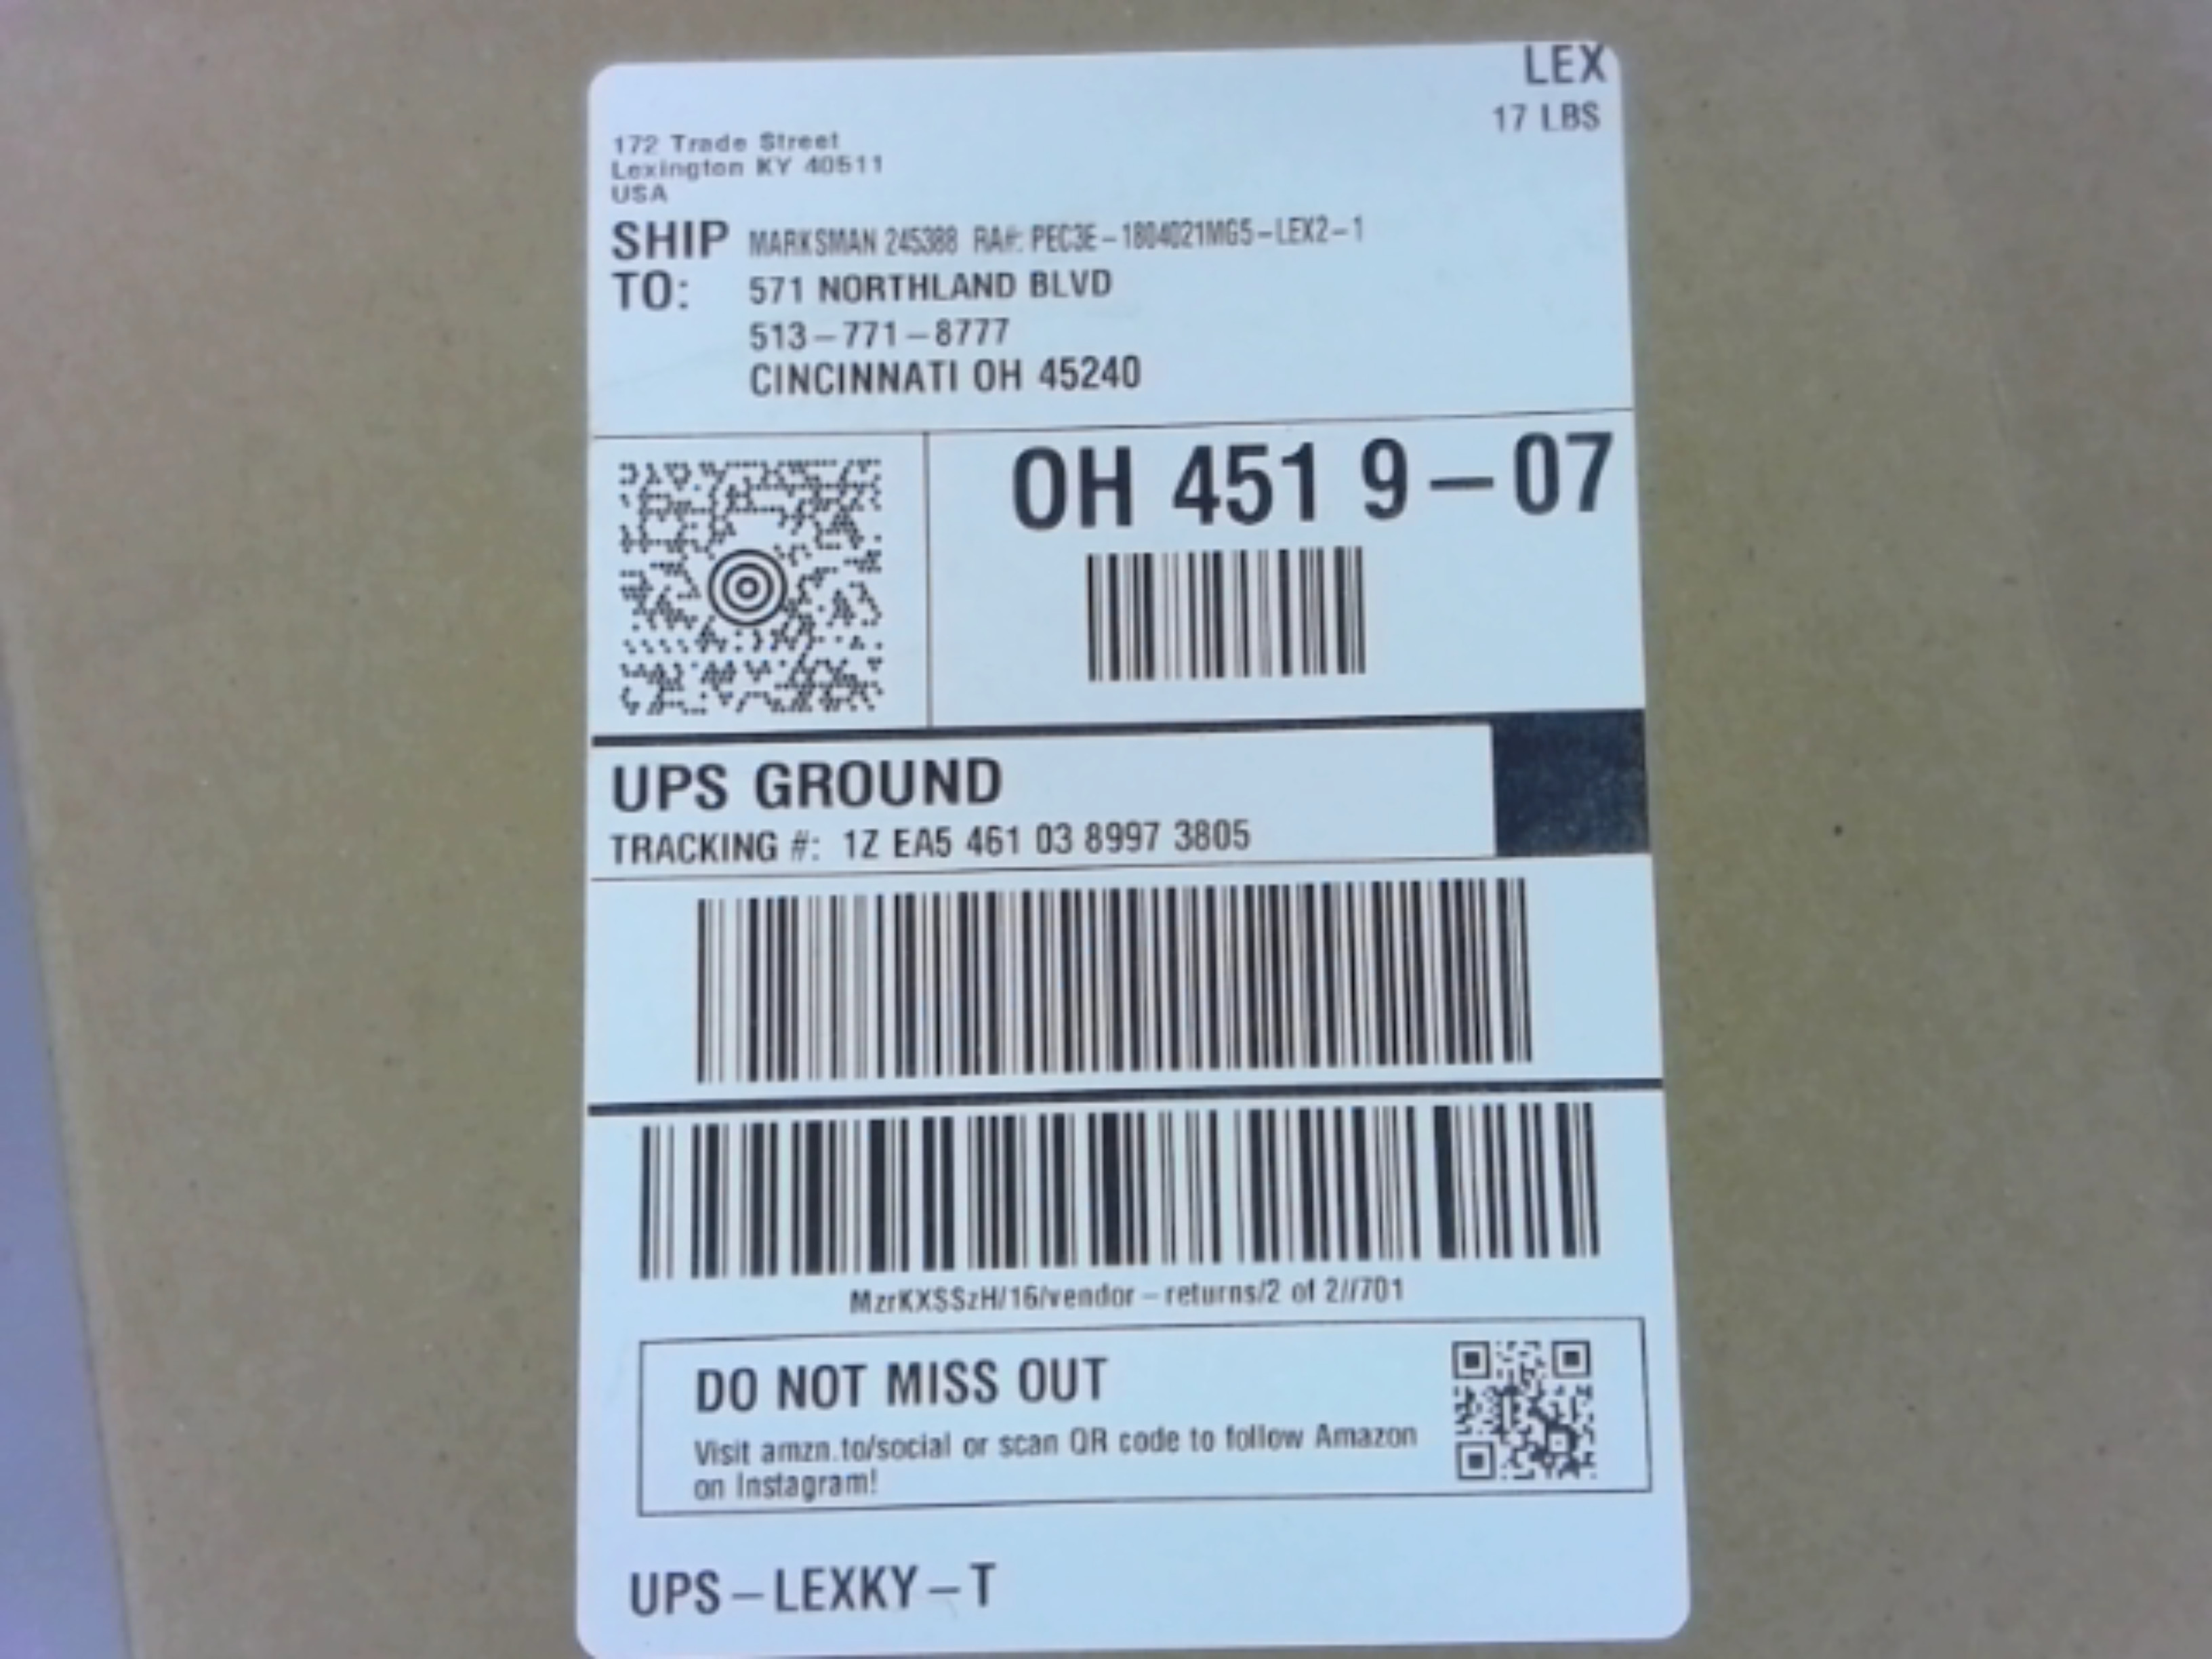 LEX
17 LBS
172 Trade Street
Lexington KY 40511
USA
SHIP TO:
MARKSMAN 245388 RA#: PEC3E-1804021MG5-LEX2-1
571 NORTHLAND BLVD
513-771-8777
CINCINNATI OH 45240
OH 451 9-07
UPS GROUND
TRACKING #: 1Z EA5 461 03 8997 3805
MzrKXSSzH/16/vendor-returns/2 of 2//701
DO NOT MISS OUT
Visit amzn.to/social or scan QR code to follow Amazon
on Instagram!
UPS-LEXKY-T